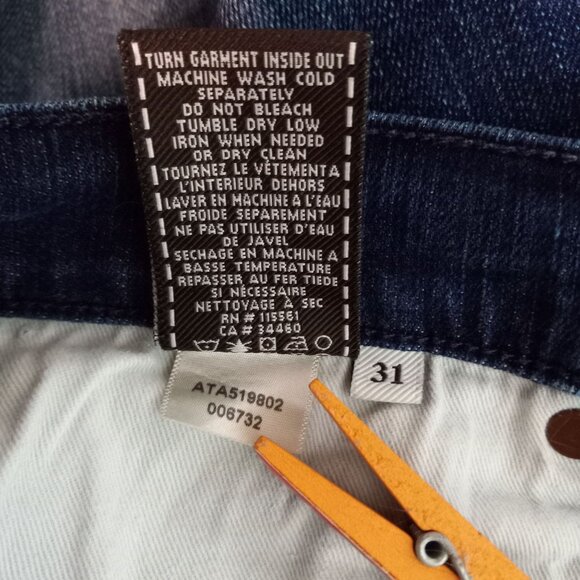 TURN GARMENT INSIDE OUT
MACHINE WASH COLD
SEPARATELY
DO NOT BLEACH
TUMBLE DRY LOW
IRON WHEN NEEDED
OR DRY CLEAN
TOURNEZ LE VÉTEMENTA
L'INTERIEUR DEHORS
LAVER EN MACHINE A L'EAU
FROIDE SEPAREMENT
NE PAS UTILISER D'EAU
DE JAVEL
SECHAGE EN MACHINE A
BASSE TEMPERATURE
REPASSER AU FER TIEDE
SI NÉCESSAIRE
NETTOYAGE À SEC
RN # 115561
CA # 34460
31
ATA519802
006732